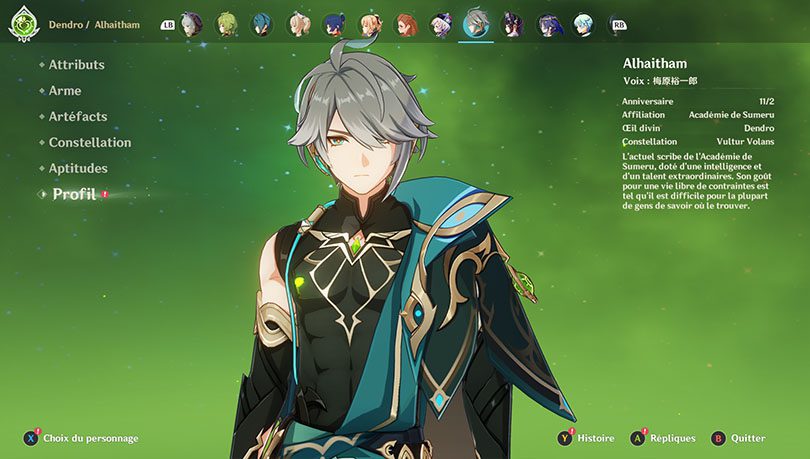 Dendro / Alhaitham
LB
RB
Attributs
Arme
Artéfacts
Constellation
Aptitudes
Profil
Alhaitham
Voix : 梅原裕一郎
Anniversaire 11/2
Affiliation Académie de Sumeru
Œil divin Dendro
Constellation Vultur Volans
L'actuel scribe de l'Académie de
Sumeru, doté d'une intelligence et
d'un talent extraordinaires. Son goût
pour une vie libre de contraintes est
tel qu'il est difficile pour la plupart
de gens de savoir où le trouver.
X Choix du personnage
Y Histoire
A Répliques
B Quitter